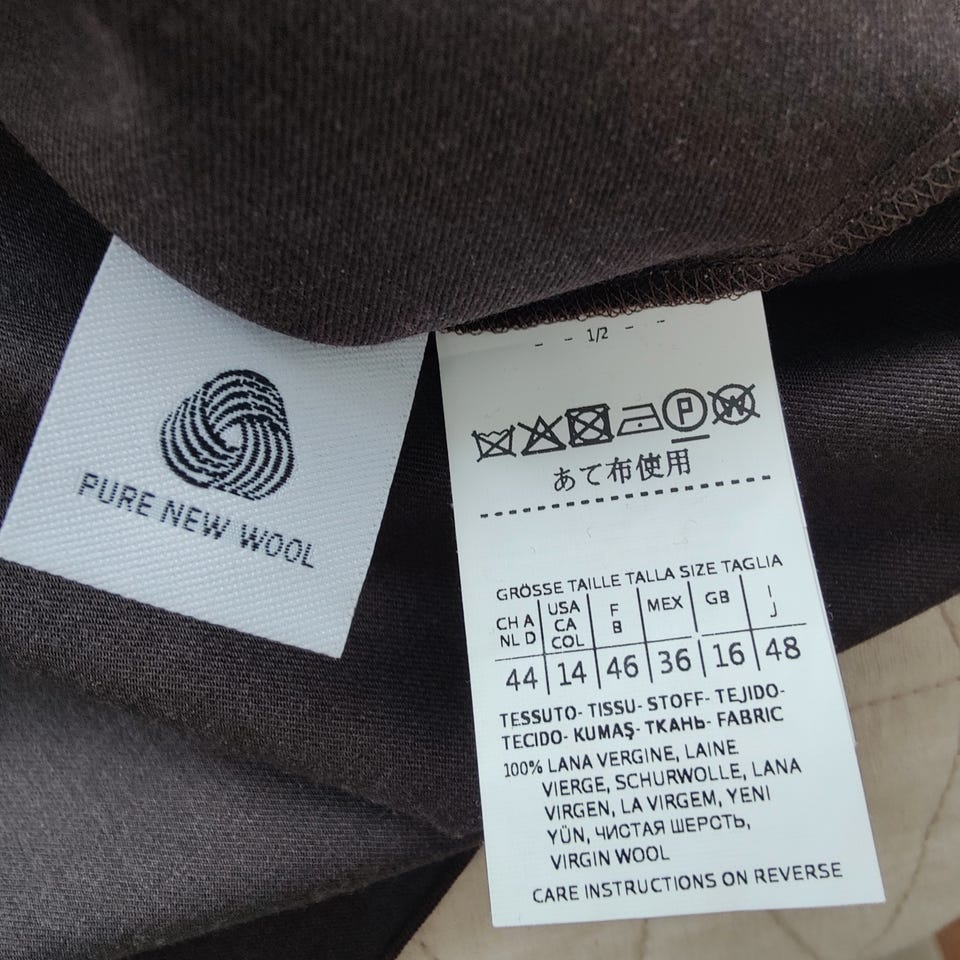 PURE NEW WOOL
1/2
P
W
あて布使用
GRÖSSE TAILLE TALLA SIZE TAGLIA
CH A NL D
USA CA COL
F B
MEX
GB
I J
44 14 46 36 16 48
TESSUTO- TISSU- STOFF- TEJIDO-
TECIDO- KUMAŞ- ТКАНЬ- FABRIC
100% LANA VERGINE, LAINE
VIERGE, SCHURWOLLE, LANA
VIRGEN, LA VIRGEM, YENI
YÜN, ЧИСТАЯ ШЕРСТЬ,
VIRGIN WOOL
CARE INSTRUCTIONS ON REVERSE